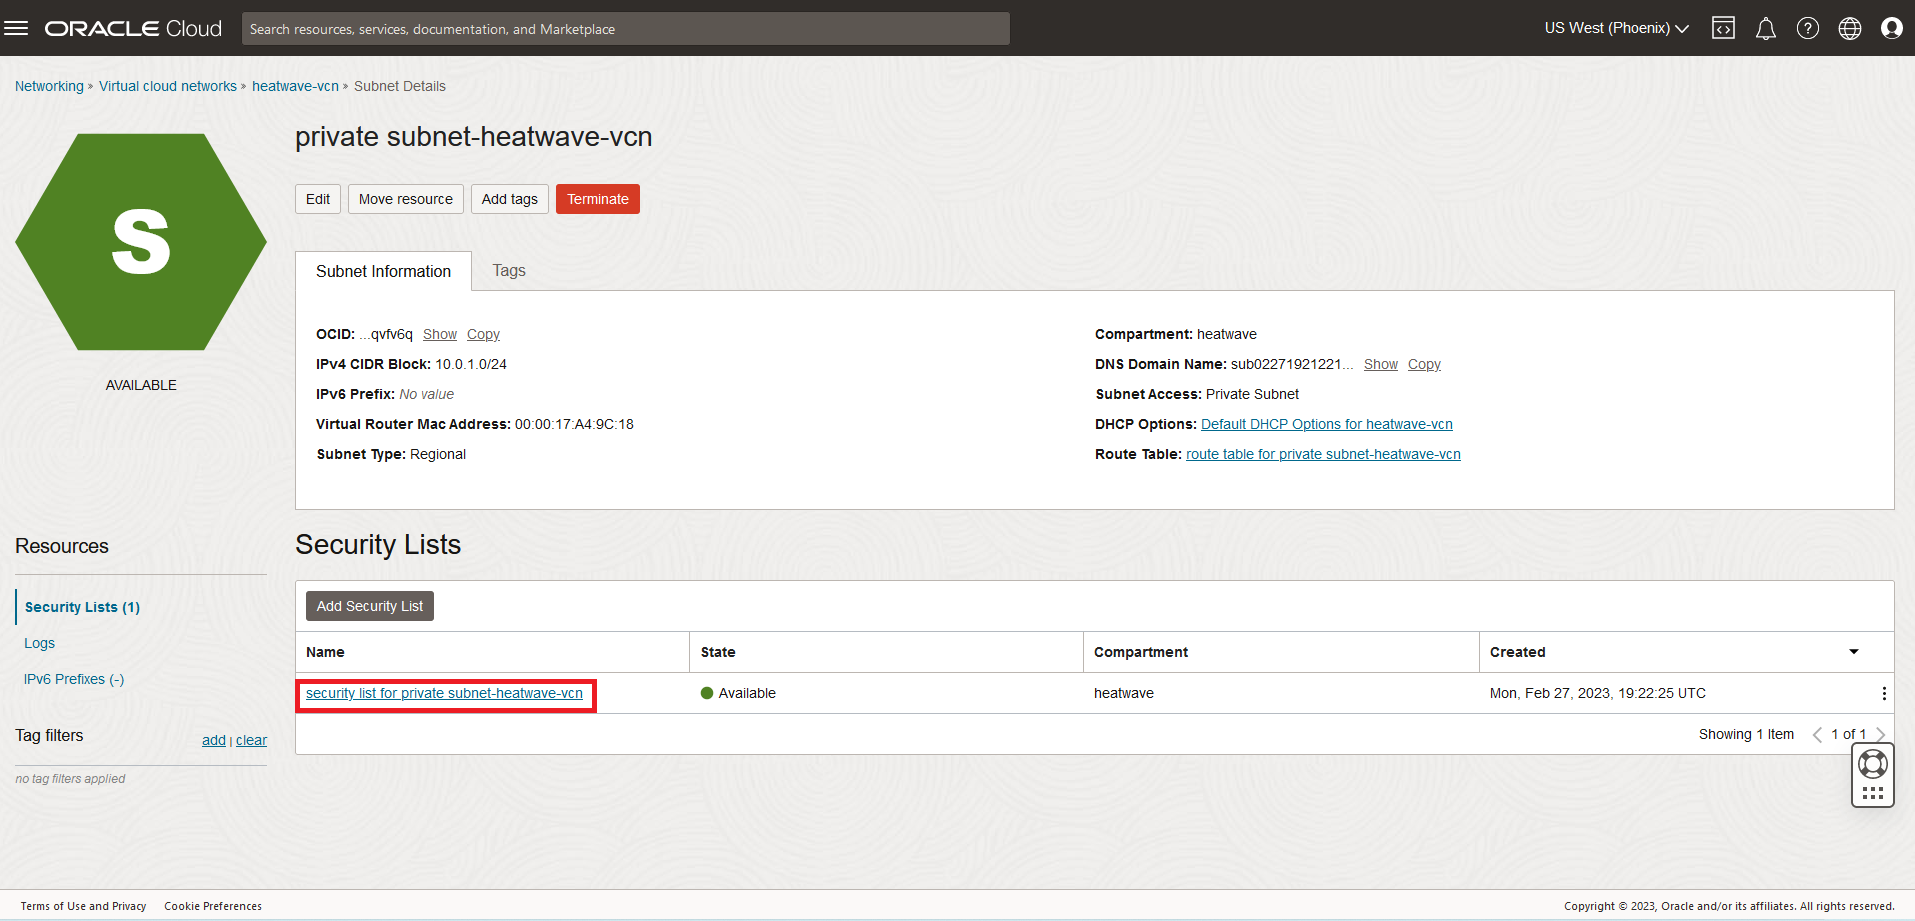 ORACLE Cloud
Search resources, services, documentation, and Marketplace
US West (Phoenix)
Networking » Virtual cloud networks » heatwave-vcn » Subnet Details
S
AVAILABLE
private subnet-heatwave-vcn
Edit Move resource Add tags Terminate
Subnet Information Tags
OCID: ...qvfv6q Show Copy
IPv4 CIDR Block: 10.0.1.0/24
IPv6 Prefix: No value
Virtual Router Mac Address: 00:00:17:A4:9C:18
Subnet Type: Regional
Compartment: heatwave
DNS Domain Name: sub02271921221... Show Copy
Subnet Access: Private Subnet
DHCP Options: Default DHCP Options for heatwave-vcn
Route Table: route table for private subnet-heatwave-vcn
Resources
Security Lists (1)
Logs
IPv6 Prefixes (-)
Tag filters add | clear
no tag filters applied
Security Lists
Add Security List
Name State Compartment Created
security list for private subnet-heatwave-vcn Available heatwave Mon, Feb 27, 2023, 19:22:25 UTC
Showing 1 Item < 1 of 1 >
Terms of Use and Privacy Cookie Preferences
Copyright © 2023, Oracle and/or its affiliates. All rights reserved.